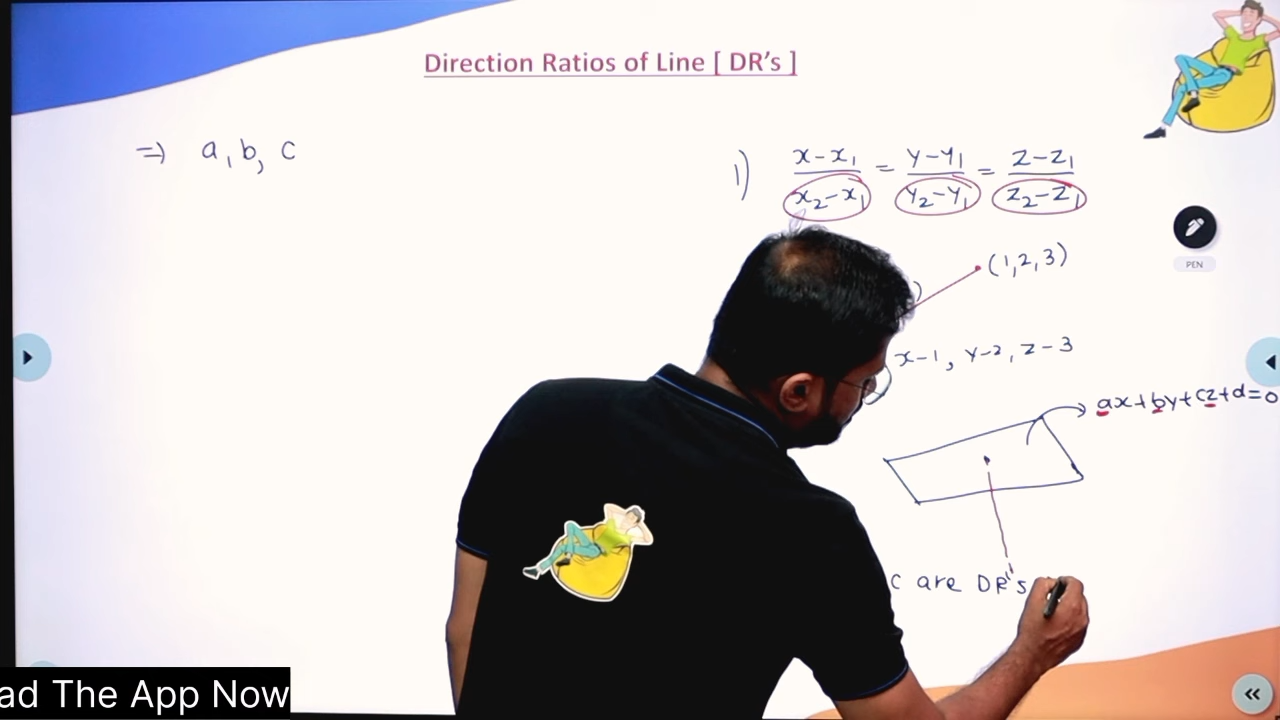 Direction Ratios of Line [ DR's ]
⇒ a, b, c
1) x-x₁/x₂-x₁ = y-y₁/y₂-y₁ = z-z₁/z₂-z₁
(1,2,3)
x-1, y-2, z-3
ax+by+cz+d=0
c are DR's
PEN
ad The App Now